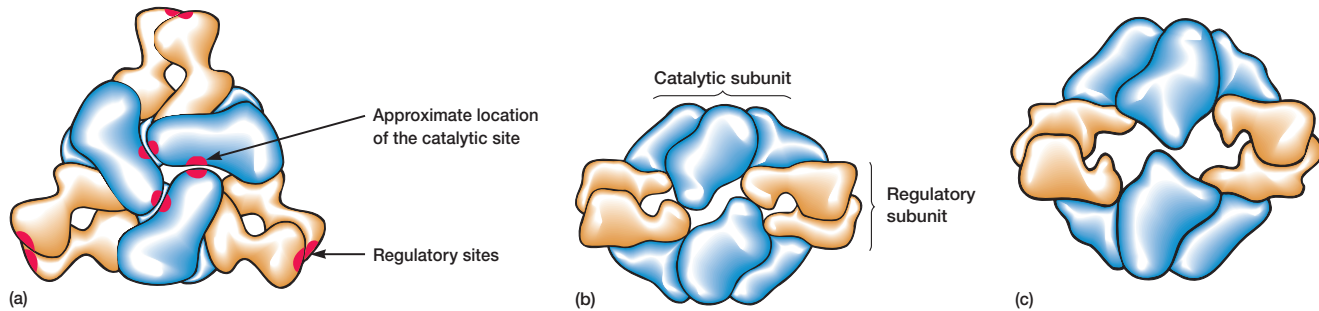 Approximate location
of the catalytic site
Regulatory sites
(a)
Catalytic subunit
Regulatory
subunit
(b)
(c)